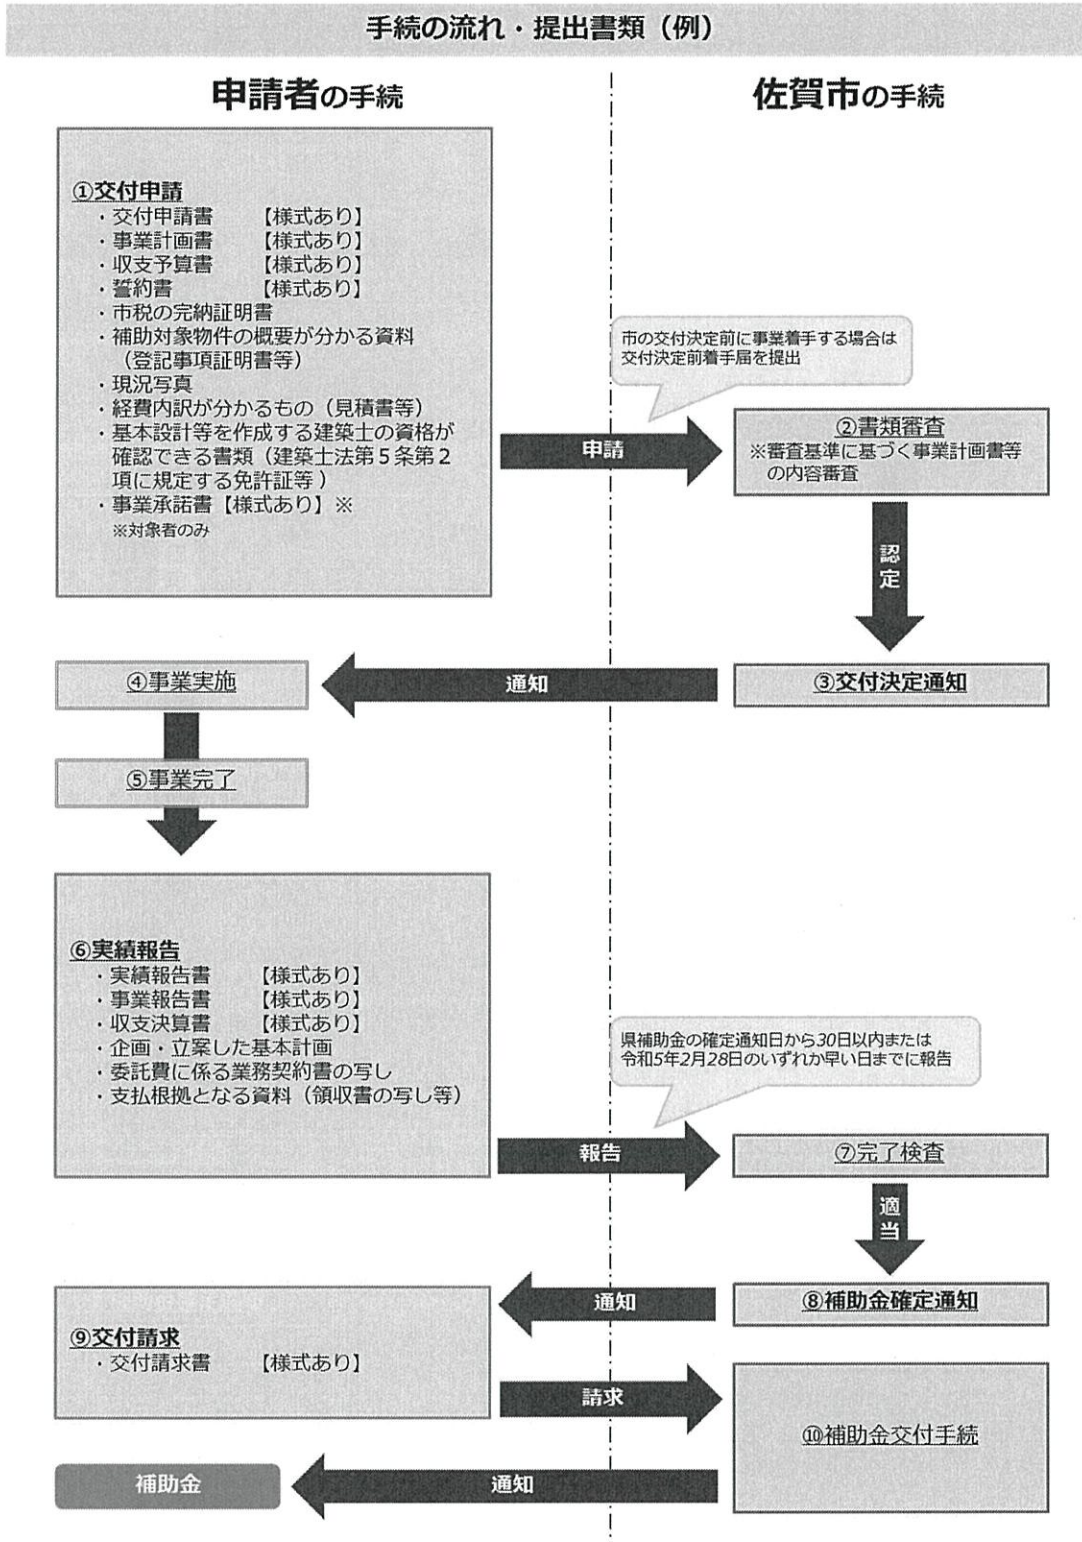 手続の流れ・提出書類（例）
申請者の手続
佐賀市の手続
①交付申請
・交付申請書　【様式あり】
・事業計画書　【様式あり】
・収支予算書　【様式あり】
・誓約書　【様式あり】
・市税の完納証明書
・補助対象物件の概要が分かる資料
（登記事項証明書等）
・現況写真
・経費内訳が分かるもの（見積書等）
・基本設計等を作成する建築士の資格が
確認できる書類（建築士法第５条第２
項に規定する免許証等）
・事業承諾書【様式あり】※
※対象者のみ
市の交付決定前に事業着手する場合は
交付決定前着手届を提出
申請
②書類審査
※審査基準に基づく事業計画書等
の内容審査
認定
③交付決定通知
通知
④事業実施
⑤事業完了
⑥実績報告
・実績報告書　【様式あり】
・事業報告書　【様式あり】
・収支決算書　【様式あり】
・企画・立案した基本計画
・委託費に係る業務契約書の写し
・支払根拠となる資料（領収書の写し等）
県補助金の確定通知日から30日以内または
令和5年2月28日のいずれか早い日までに報告
報告
⑦完了検査
適当
⑧補助金確定通知
通知
⑨交付請求
・交付請求書　【様式あり】
請求
⑩補助金交付手続
通知
補助金